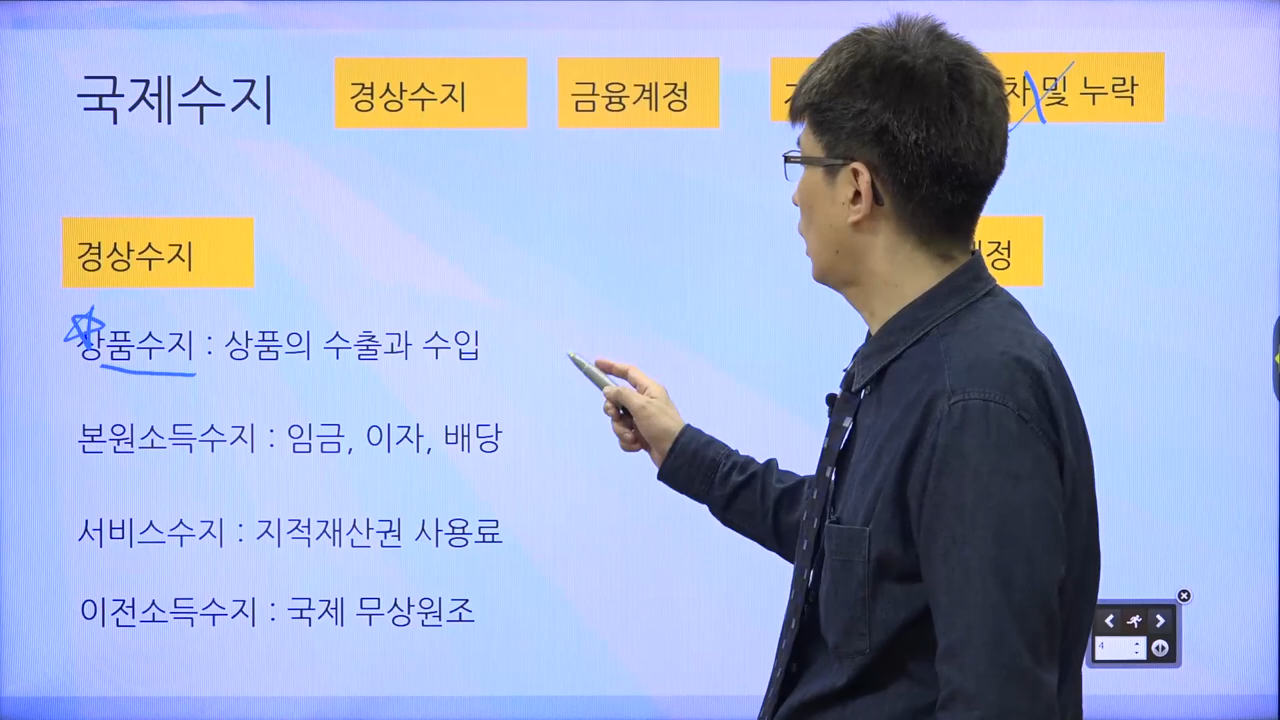 국제수지 경상수지 금융계정 및 누락
경상수지
상품수지 : 상품의 수출과 수입
본원소득수지 : 임금, 이자, 배당
서비스수지 : 지적재산권 사용료
이전소득수지 : 국제 무상원조
4